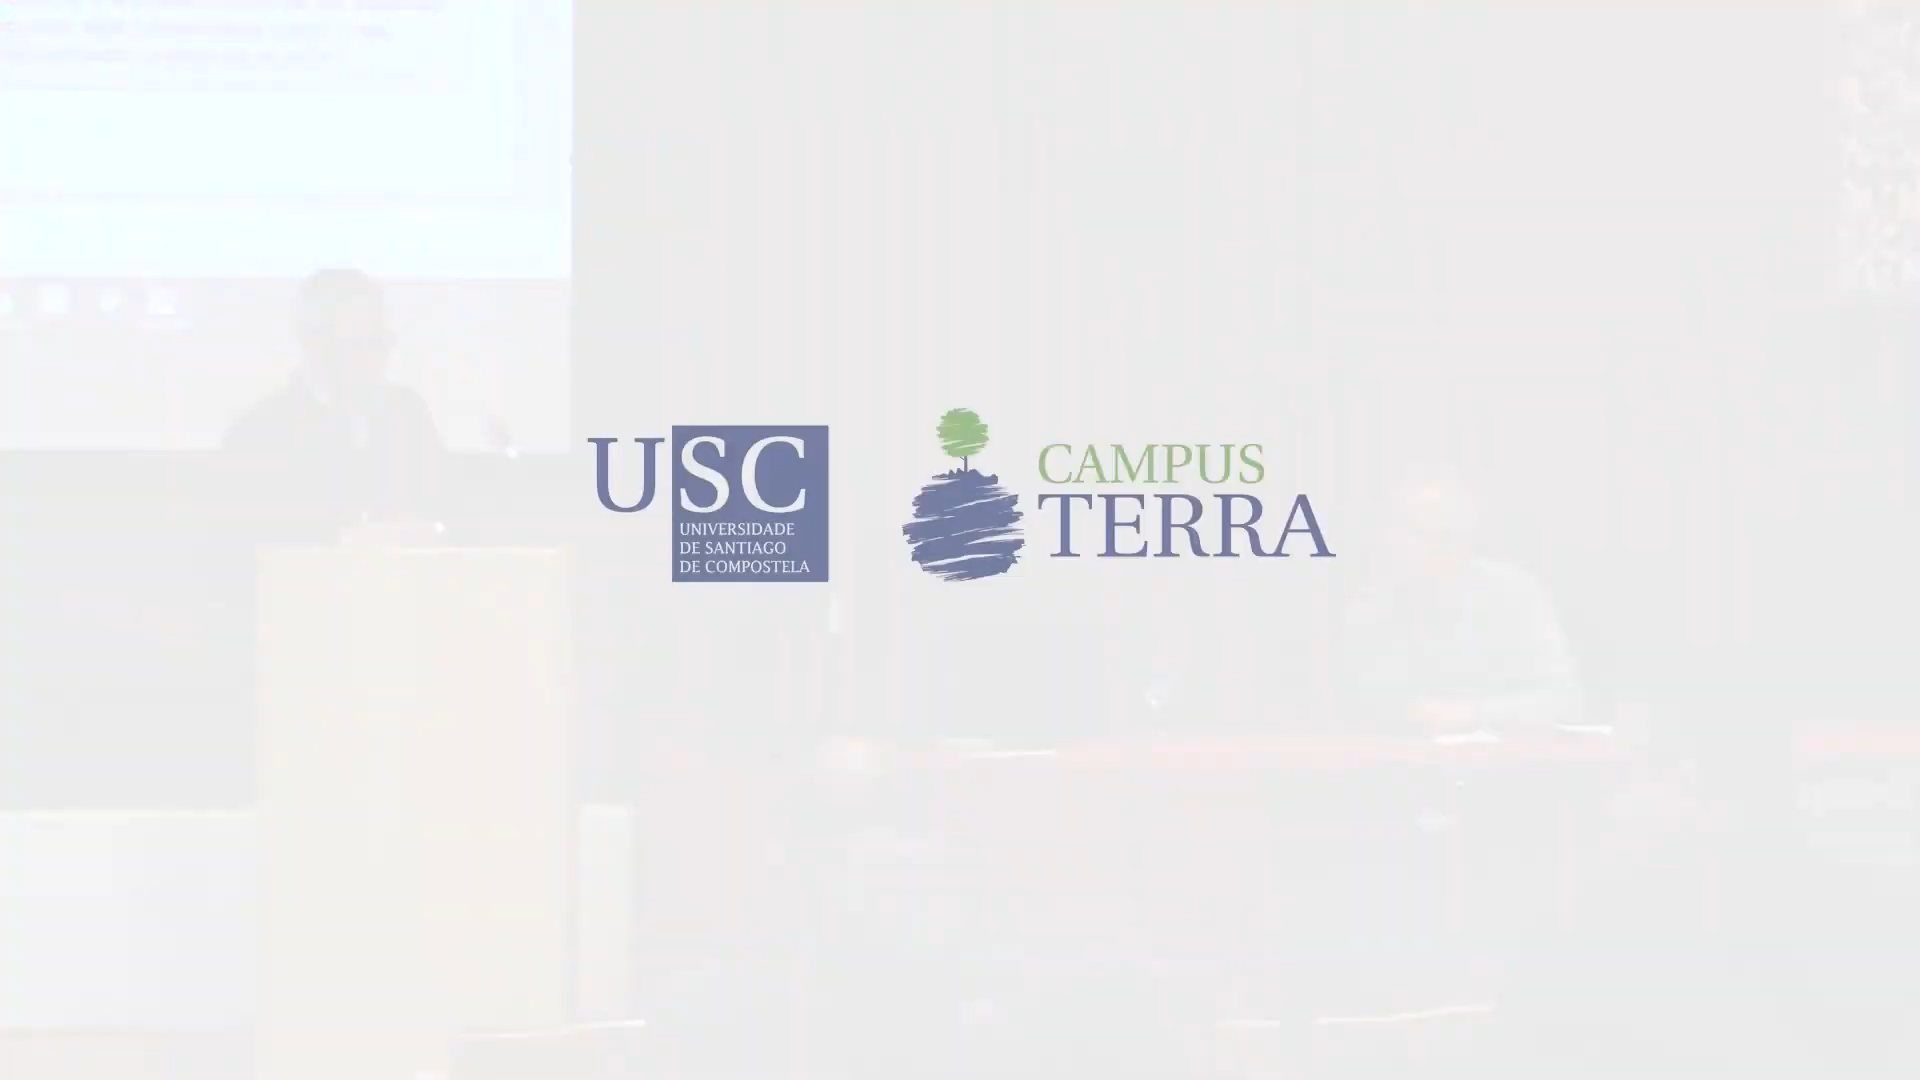 USC
UNIVERSIDADE
DE SANTIAGO
DE COMPOSTELA
CAMPUS
TERRA